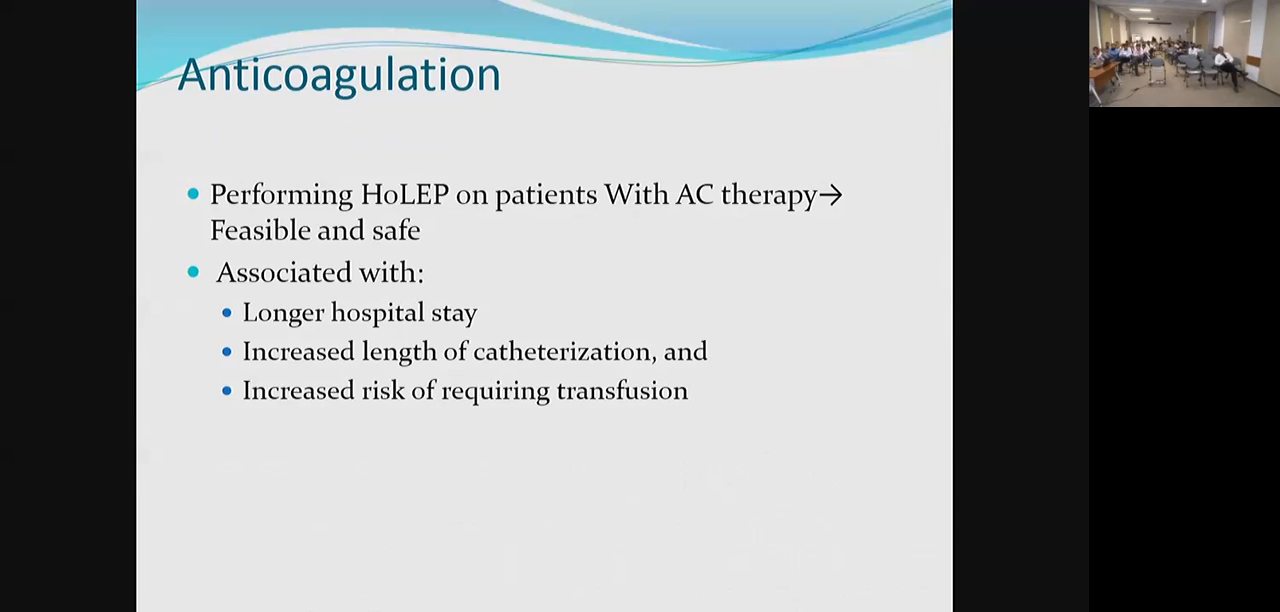 Anticoagulation
Performing HoLEP on patients With AC therapy→
Feasible and safe
Associated with:
Longer hospital stay
Increased length of catheterization, and
Increased risk of requiring transfusion